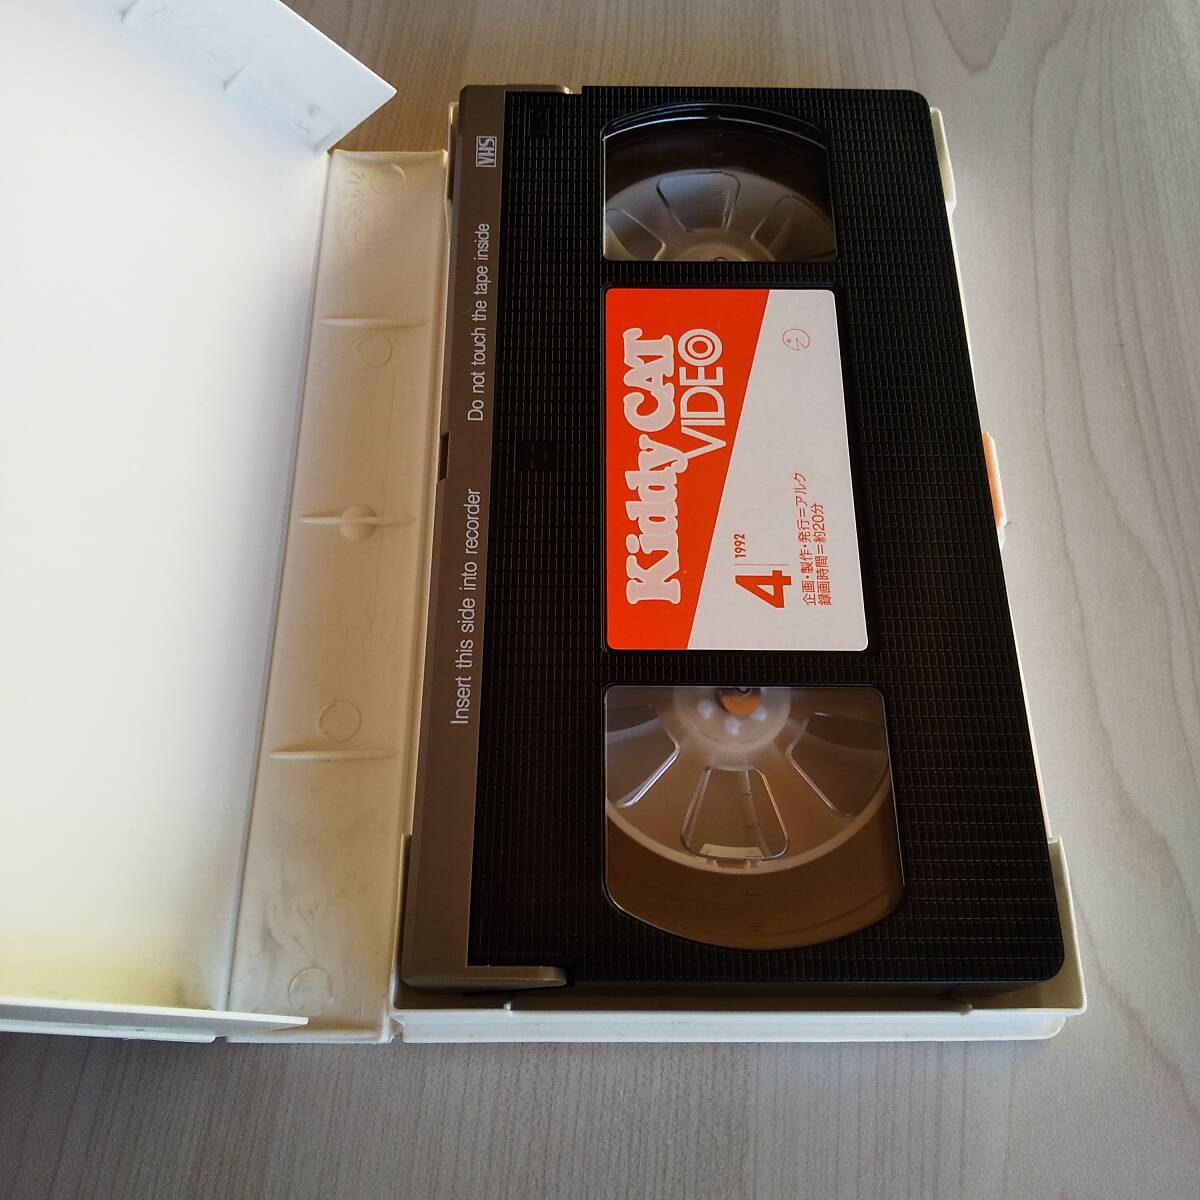 VHS
Do not touch the tape inside
Insert this side into recorder
Kiddy CAT
VIDEO
4 1992
企画・製作・発行=アルク
録画時間=約20分